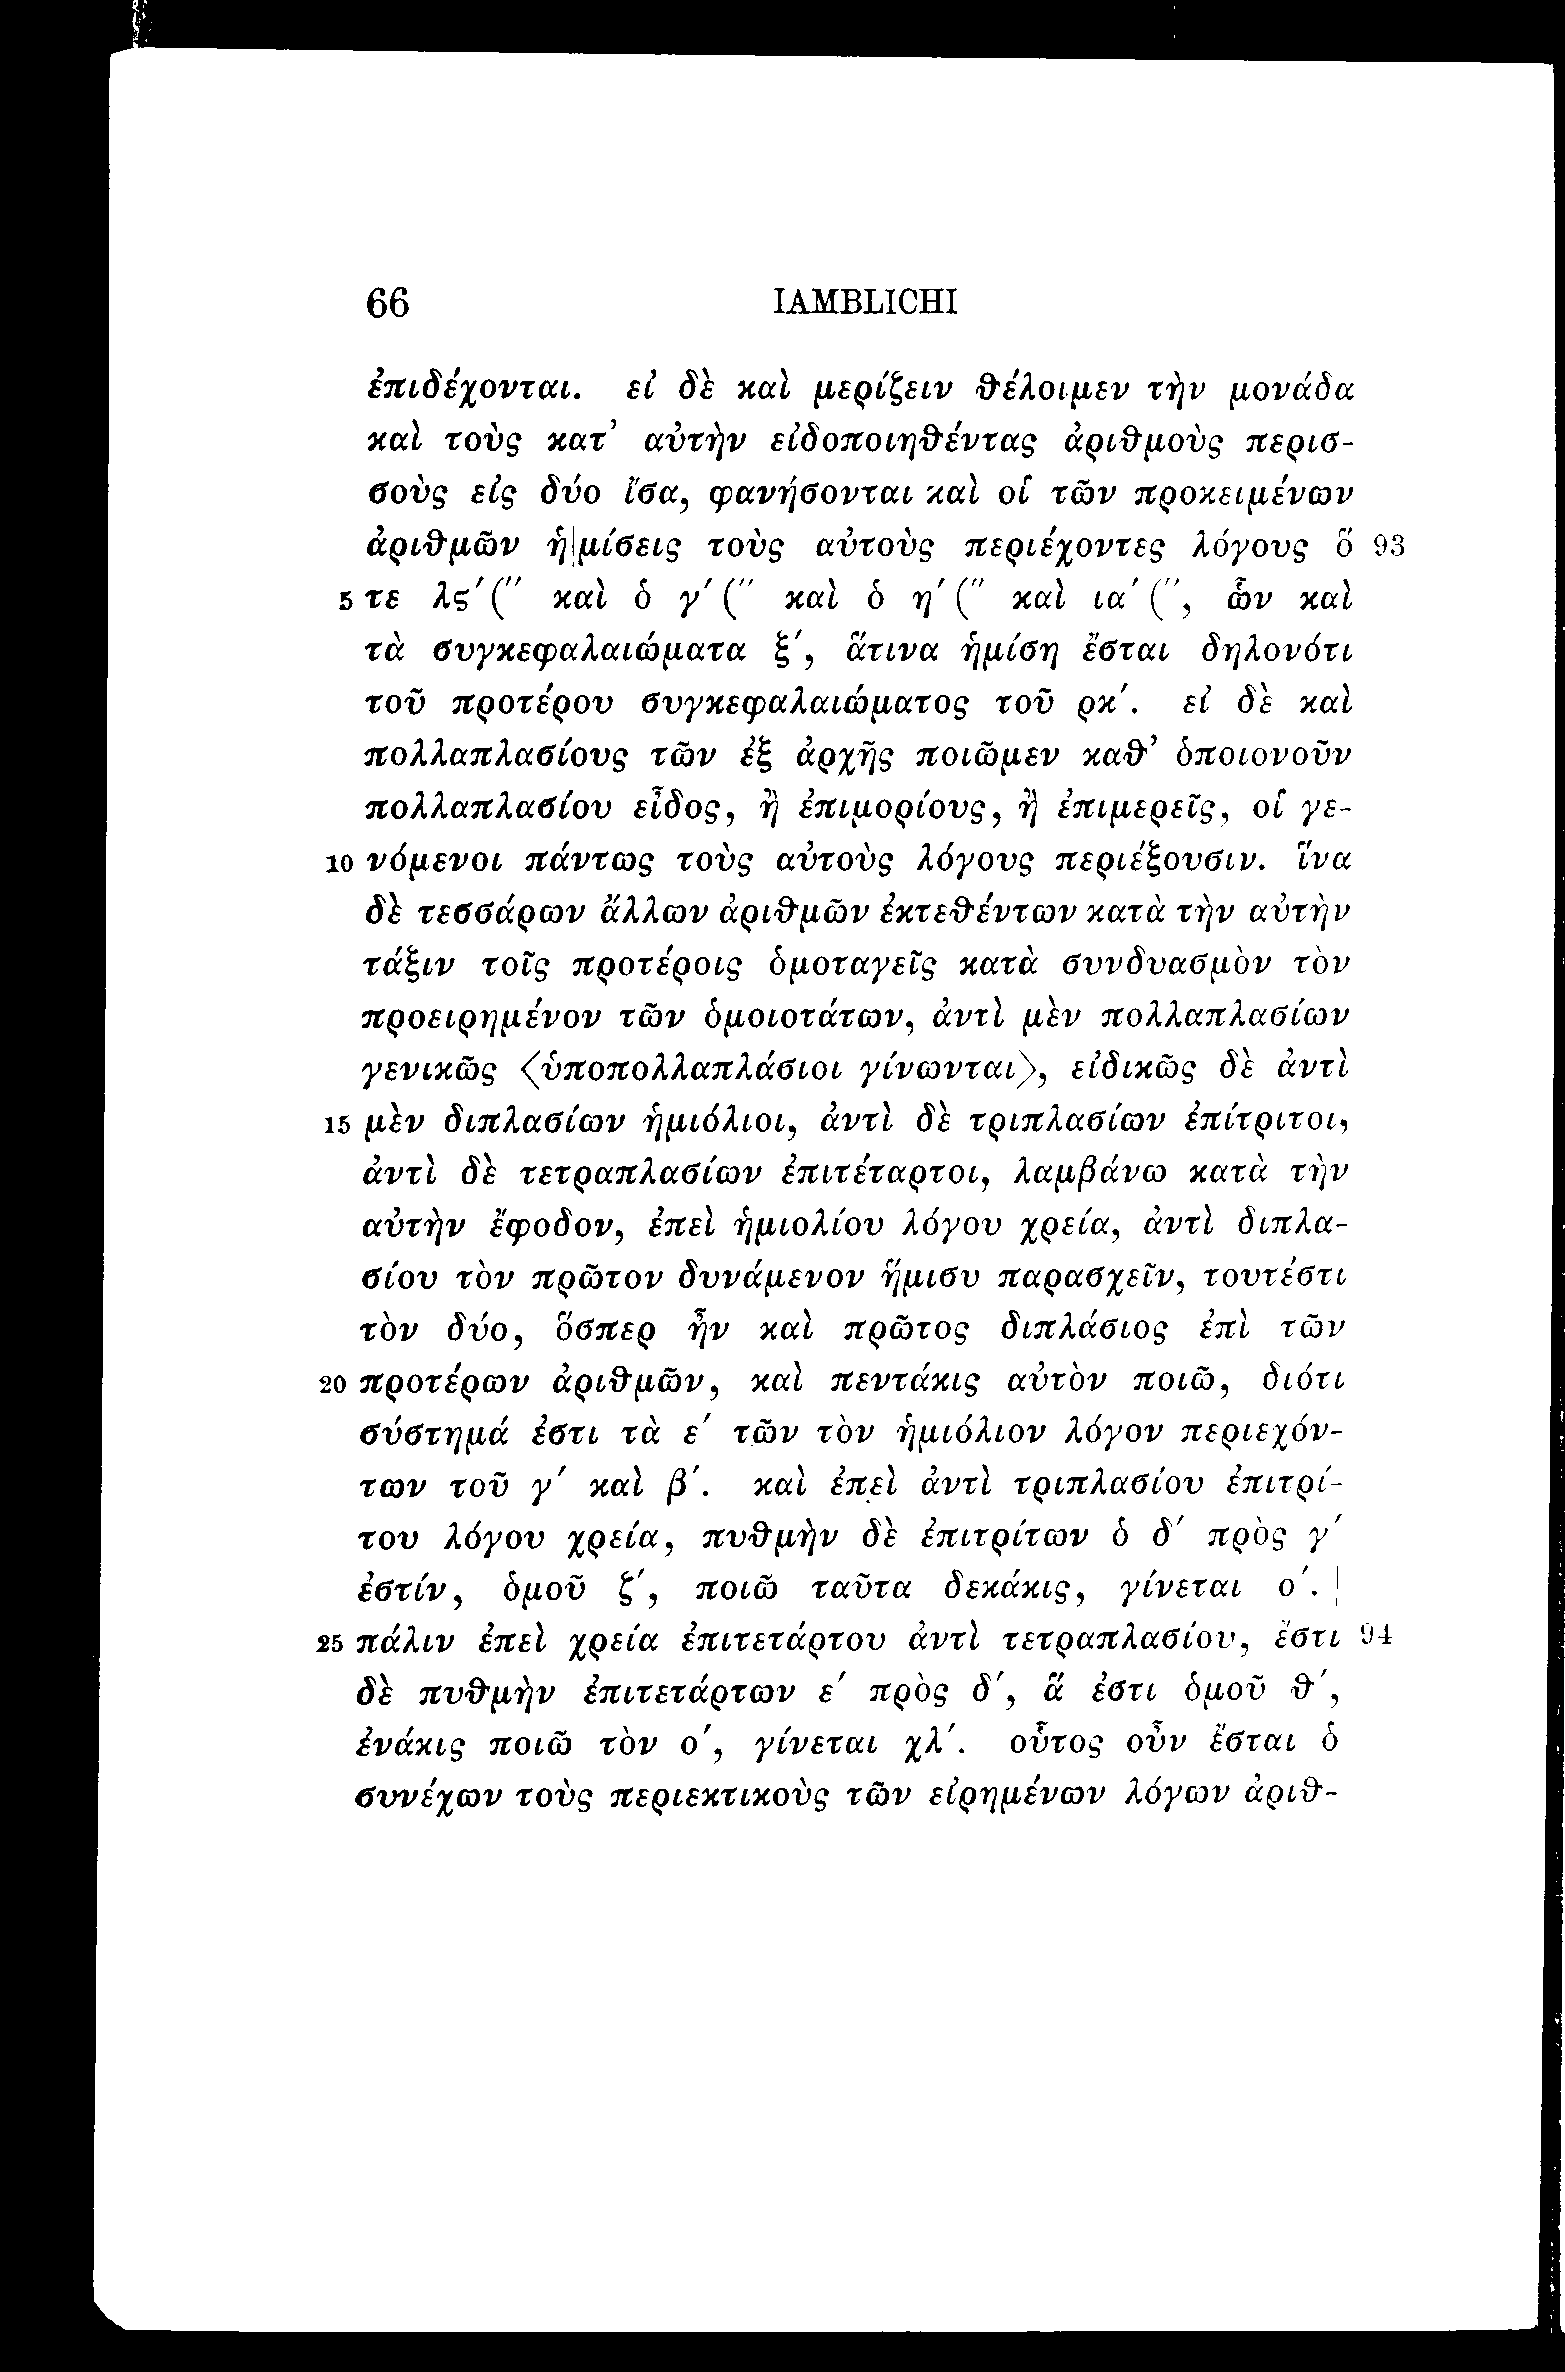 66 IAMBLICHI
ἐπιδέχονται. εἰ δὲ καὶ μερίζειν θέλοιμεν τὴν μονάδα
καὶ τοὺς κατ’ αὐτὴν εἰδοποιηθέντας ἀριθμοὺς περισ-
σοὺς εἰς δύο ἴσα, φανήσονται καὶ οἱ τῶν προκειμένων
ἀριθμῶν ἡ|μίσεις τοὺς αὐτοὺς περιέχοντες λόγους ὅ 93
5 τε λϛ′(″ καὶ ὁ γ′(″ καὶ ὁ η′(″ καὶ ια′(″, ὧν καὶ
τὰ συγκεφαλαιώματα ξ′, ἅτινα ἡμίση ἔσται δηλονότι
τοῦ προτέρου συγκεφαλαιώματος τοῦ ρκ′. εἰ δὲ καὶ
πολλαπλασίους τῶν ἐξ ἀρχῆς ποιῶμεν καθ’ ὁποιονοῦν
πολλαπλασίου εἶδος, ἢ ἐπιμορίους, ἢ ἐπιμερεῖς, οἱ γε-
10 νόμενοι πάντως τοὺς αὐτοὺς λόγους περιέξουσιν. ἵνα
δὲ τεσσάρων ἄλλων ἀριθμῶν ἐκτεθέντων κατὰ τὴν αὐτὴν
τάξιν τοῖς προτέροις ὁμοταγεῖς κατὰ συνδυασμὸν τὸν
προειρημένον τῶν ὁμοιοτάτων, ἀντὶ μὲν πολλαπλασίων
γενικῶς ⟨ὑποπολλαπλάσιοι γίνωνται⟩, εἰδικῶς δὲ ἀντὶ
15 μὲν διπλασίων ἡμιόλιοι, ἀντὶ δὲ τριπλασίων ἐπίτριτοι,
ἀντὶ δὲ τετραπλασίων ἐπιτέταρτοι, λαμβάνω κατὰ τὴν
αὐτὴν ἔφοδον, ἐπεὶ ἡμιολίου λόγου χρεία, ἀντὶ διπλα-
σίου τὸν πρῶτον δυνάμενον ἥμισυ παρασχεῖν, τουτέστι
τὸν δύο, ὅσπερ ἦν καὶ πρῶτος διπλάσιος ἐπὶ τῶν
20 προτέρων ἀριθμῶν, καὶ πεντάκις αὐτὸν ποιῶ, διότι
σύστημά ἐστι τὰ ε′ τῶν τὸν ἡμιόλιον λόγον περιεχόν-
των τοῦ γ′ καὶ β′. καὶ ἐπεὶ ἀντὶ τριπλασίου ἐπιτρί-
του λόγου χρεία, πυθμὴν δὲ ἐπιτρίτων ὁ δ′ πρὸς γ′
ἐστίν, ὁμοῦ ζ′, ποιῶ ταῦτα δεκάκις, γίνεται ο′. |
25 πάλιν ἐπεὶ χρεία ἐπιτετάρτου ἀντὶ τετραπλασίου, ἔστι 94
δὲ πυθμὴν ἐπιτετάρτων ε′ πρὸς δ′, ἅ ἐστι ὁμοῦ θ′,
ἐνάκις ποιῶ τὸν ο′, γίνεται χλ′. οὗτος οὖν ἔσται ὁ
συνέχων τοὺς περιεκτικοὺς τῶν εἰρημένων λόγων ἀριθ-